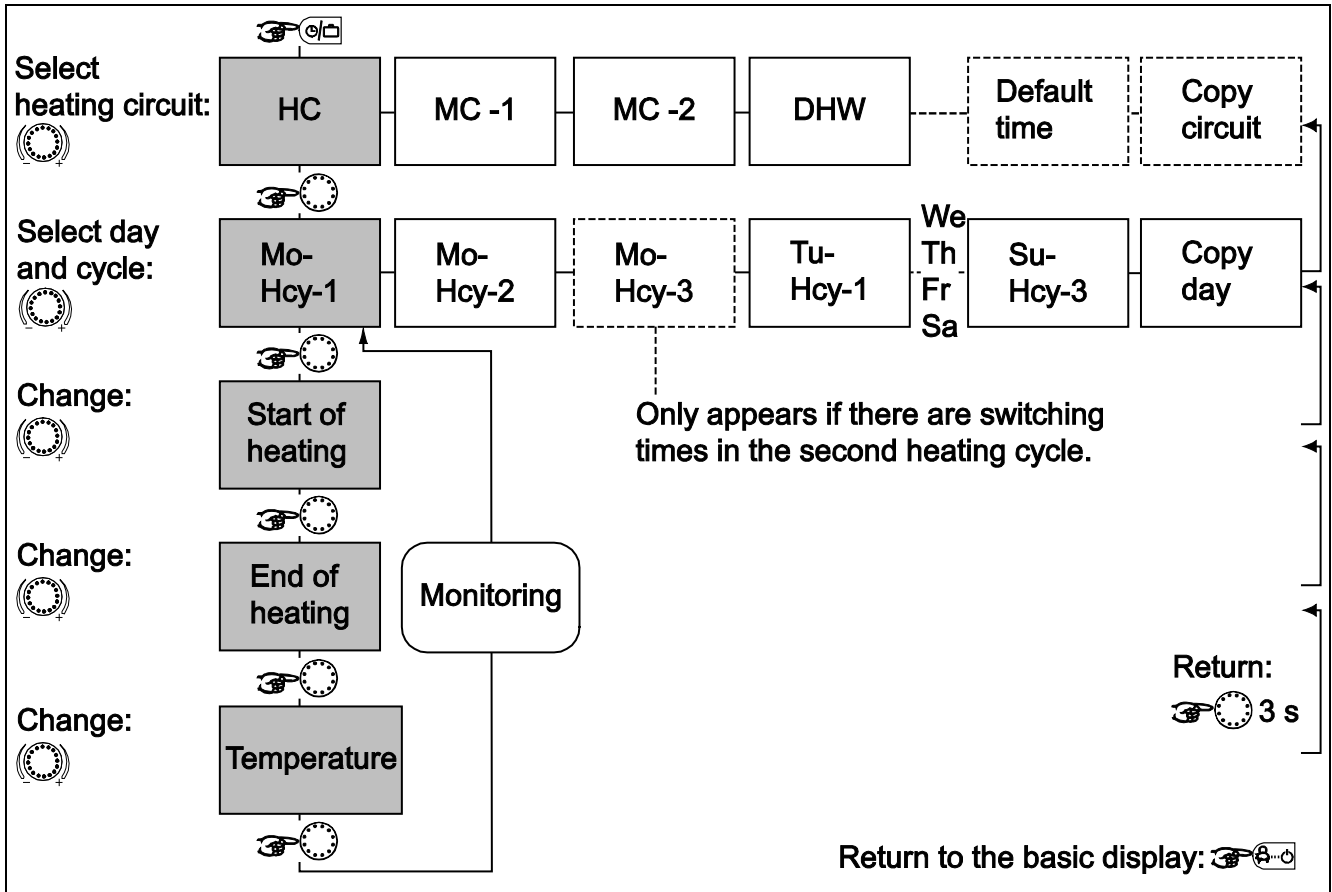 Select
heating circuit:
HC
MC -1
MC -2
DHW
Default
time
Copy
circuit
- +
Select day
and cycle:
Mo-
Hcy-1
Mo-
Hcy-2
Mo-
Hcy-3
Tu-
Hcy-1
We
Th
Fr
Sa
Su-
Hcy-3
Copy
day
- +
Change:
Start of
heating
Only appears if there are switching
times in the second heating cycle.
- +
Change:
End of
heating
Monitoring
- +
Return:
3 s
Change:
Temperature
- +
Return to the basic display: